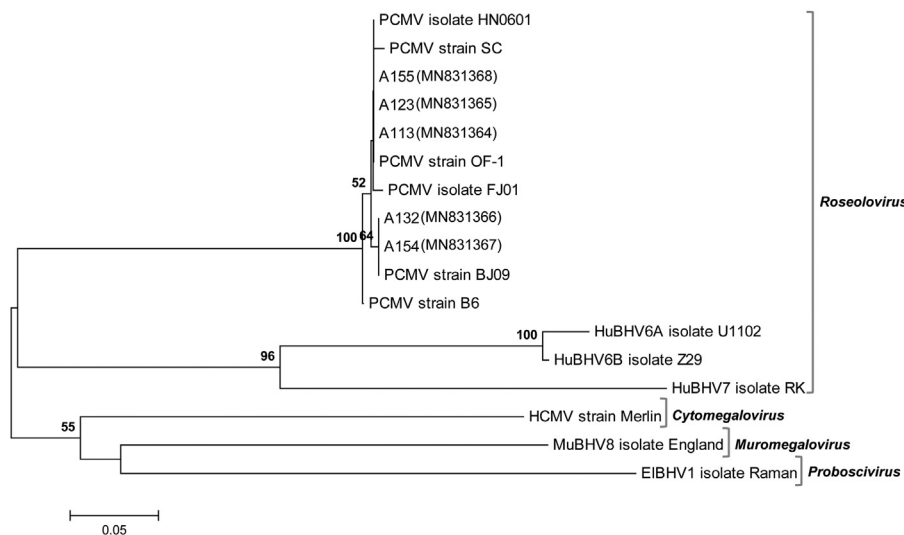 PCMV isolate HN0601
PCMV strain SC
A155(MN831368)
A123(MN831365)
A113(MN831364)
PCMV strain OF-1
52
PCMV isolate FJ01
Roseolovirus
A132(MN831366)
100
64
A154(MN831367)
PCMV strain BJ09
PCMV strain B6
100
HuBHV6A isolate U1102
96
HuBHV6B isolate Z29
HuBHV7 isolate RK
55
HCMV strain Merlin
Cytomegalovirus
MuBHV8 isolate England
Muromegalovirus
ElBHV1 isolate Raman
Proboscivirus
0.05